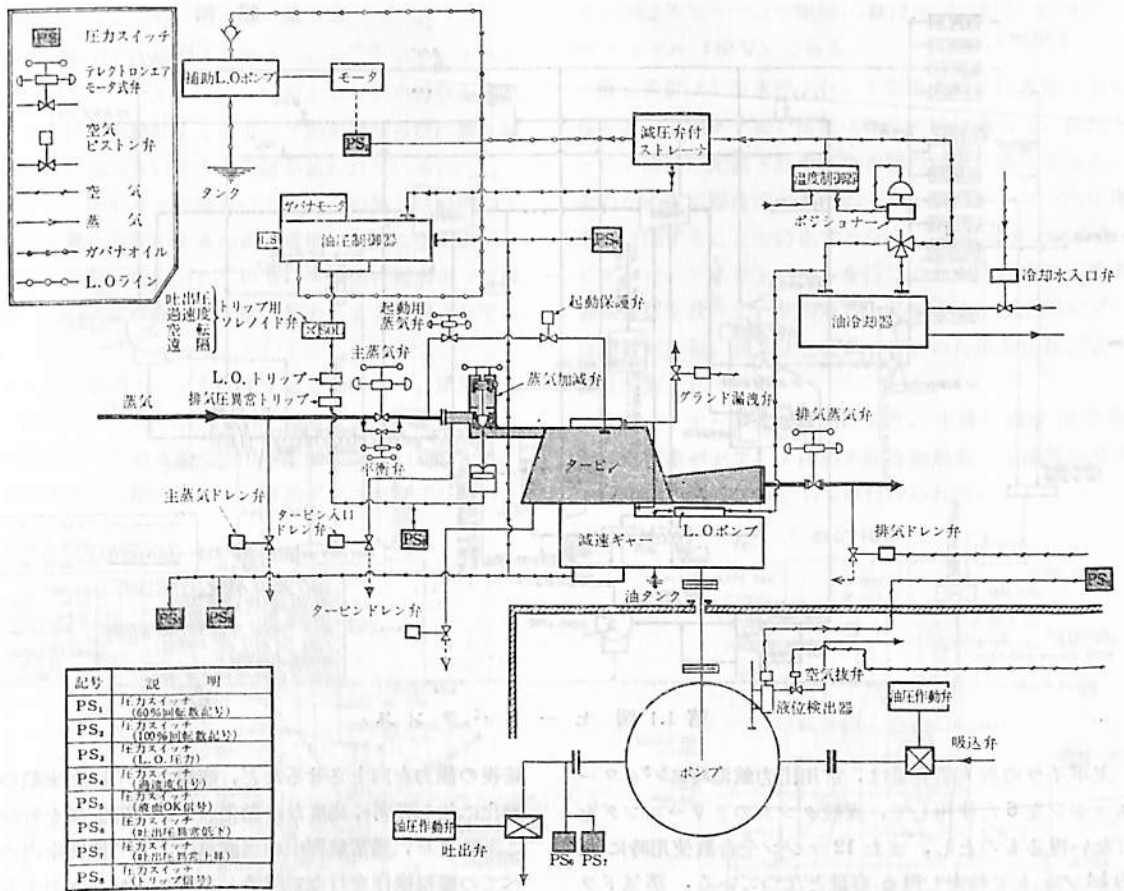 PS
圧力スイッチ
テレクトロンエア
モータ式弁
空気
ピストン弁
空気
蒸気
ガバナオイル
L.Oライン
補助L.Oポンプ
モータ
PS
タンク
減圧弁付
ストレーナ
温度制御器
ポジショナー
冷却水入口弁
油冷却器
ガバナモータ
油圧制御器
PS
吐出圧
過速度
空転
遠隔
トリップ用
ソレノイド弁
起動用
蒸気弁
起動保護弁
主蒸気弁
L.O.トリップ
排気圧異常トリップ
蒸気
蒸気加減弁
グランド漏洩弁
排気蒸気弁
平衡弁
タービン
主蒸気ドレン弁
タービン入口
ドレン弁
PS
L.Oポンプ
減速ギャー
排気ドレン弁
油タンク
PS
PS
PS
タービンドレン弁
空気抜弁
液位検出器
油圧作動弁
吸込弁
ポンプ
油圧作動弁
吐出弁
PS₆ PS₇
記号 説明
PS₁ 圧力スイッチ
(60%回転数記号)
PS₂ 圧力スイッチ
(100%回転数記号)
PS₃ 圧力スイッチ
(L.O.圧力)
PS₄ 圧力スイッチ
(過速度信号)
PS₅ 圧力スイッチ
(液面OK信号)
PS₆ 圧力スイッチ
(吐出圧異常低下)
PS₇ 圧力スイッチ
(吐出圧異常上昇)
PS₈ 圧力スイッチ
(トリップ信号)